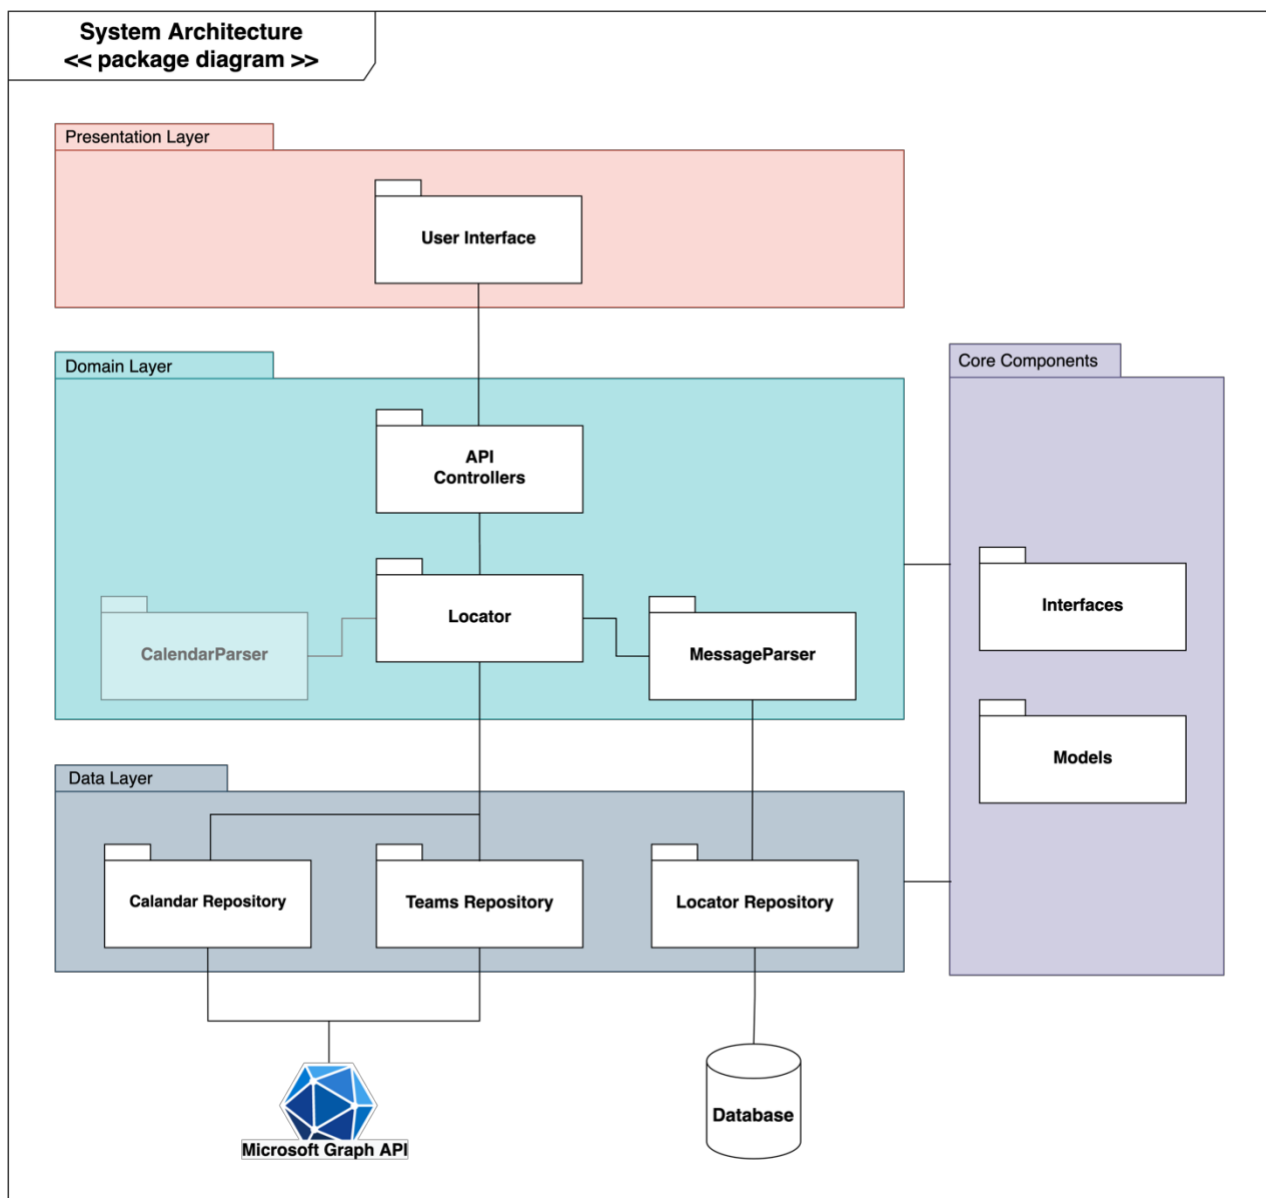 System Architecture
<< package diagram >>
Presentation Layer
User Interface
Domain Layer
Core Components
API
Controllers
Interfaces
Locator
CalendarParser
MessageParser
Models
Data Layer
Calandar Repository
Teams Repository
Locator Repository
Database
Microsoft Graph API